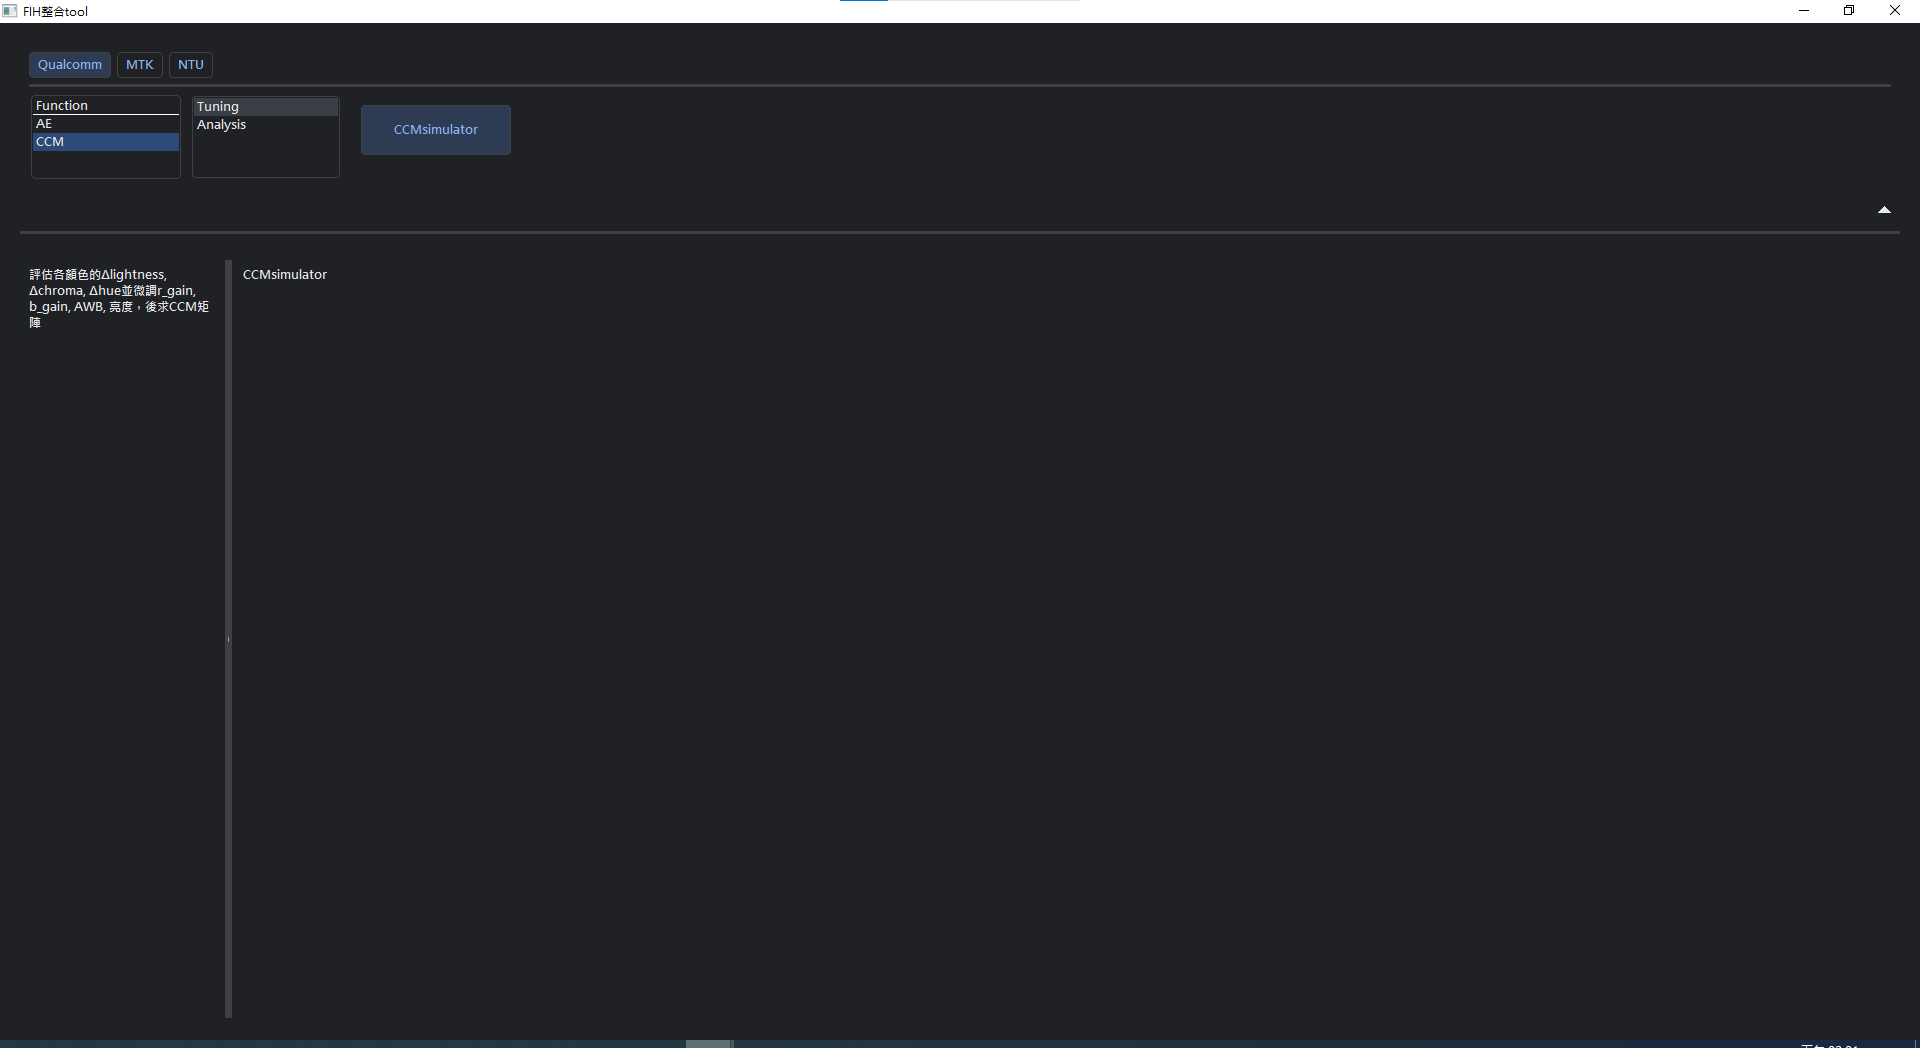 FIH整合tool
Qualcomm MTK NTU
Function
AE
CCM
Tuning
Analysis
CCMsimulator
評估各顏色的Δlightness,
Δchroma, Δhue並微調r_gain,
b_gain, AWB, 亮度，後求CCM矩
陣
CCMsimulator